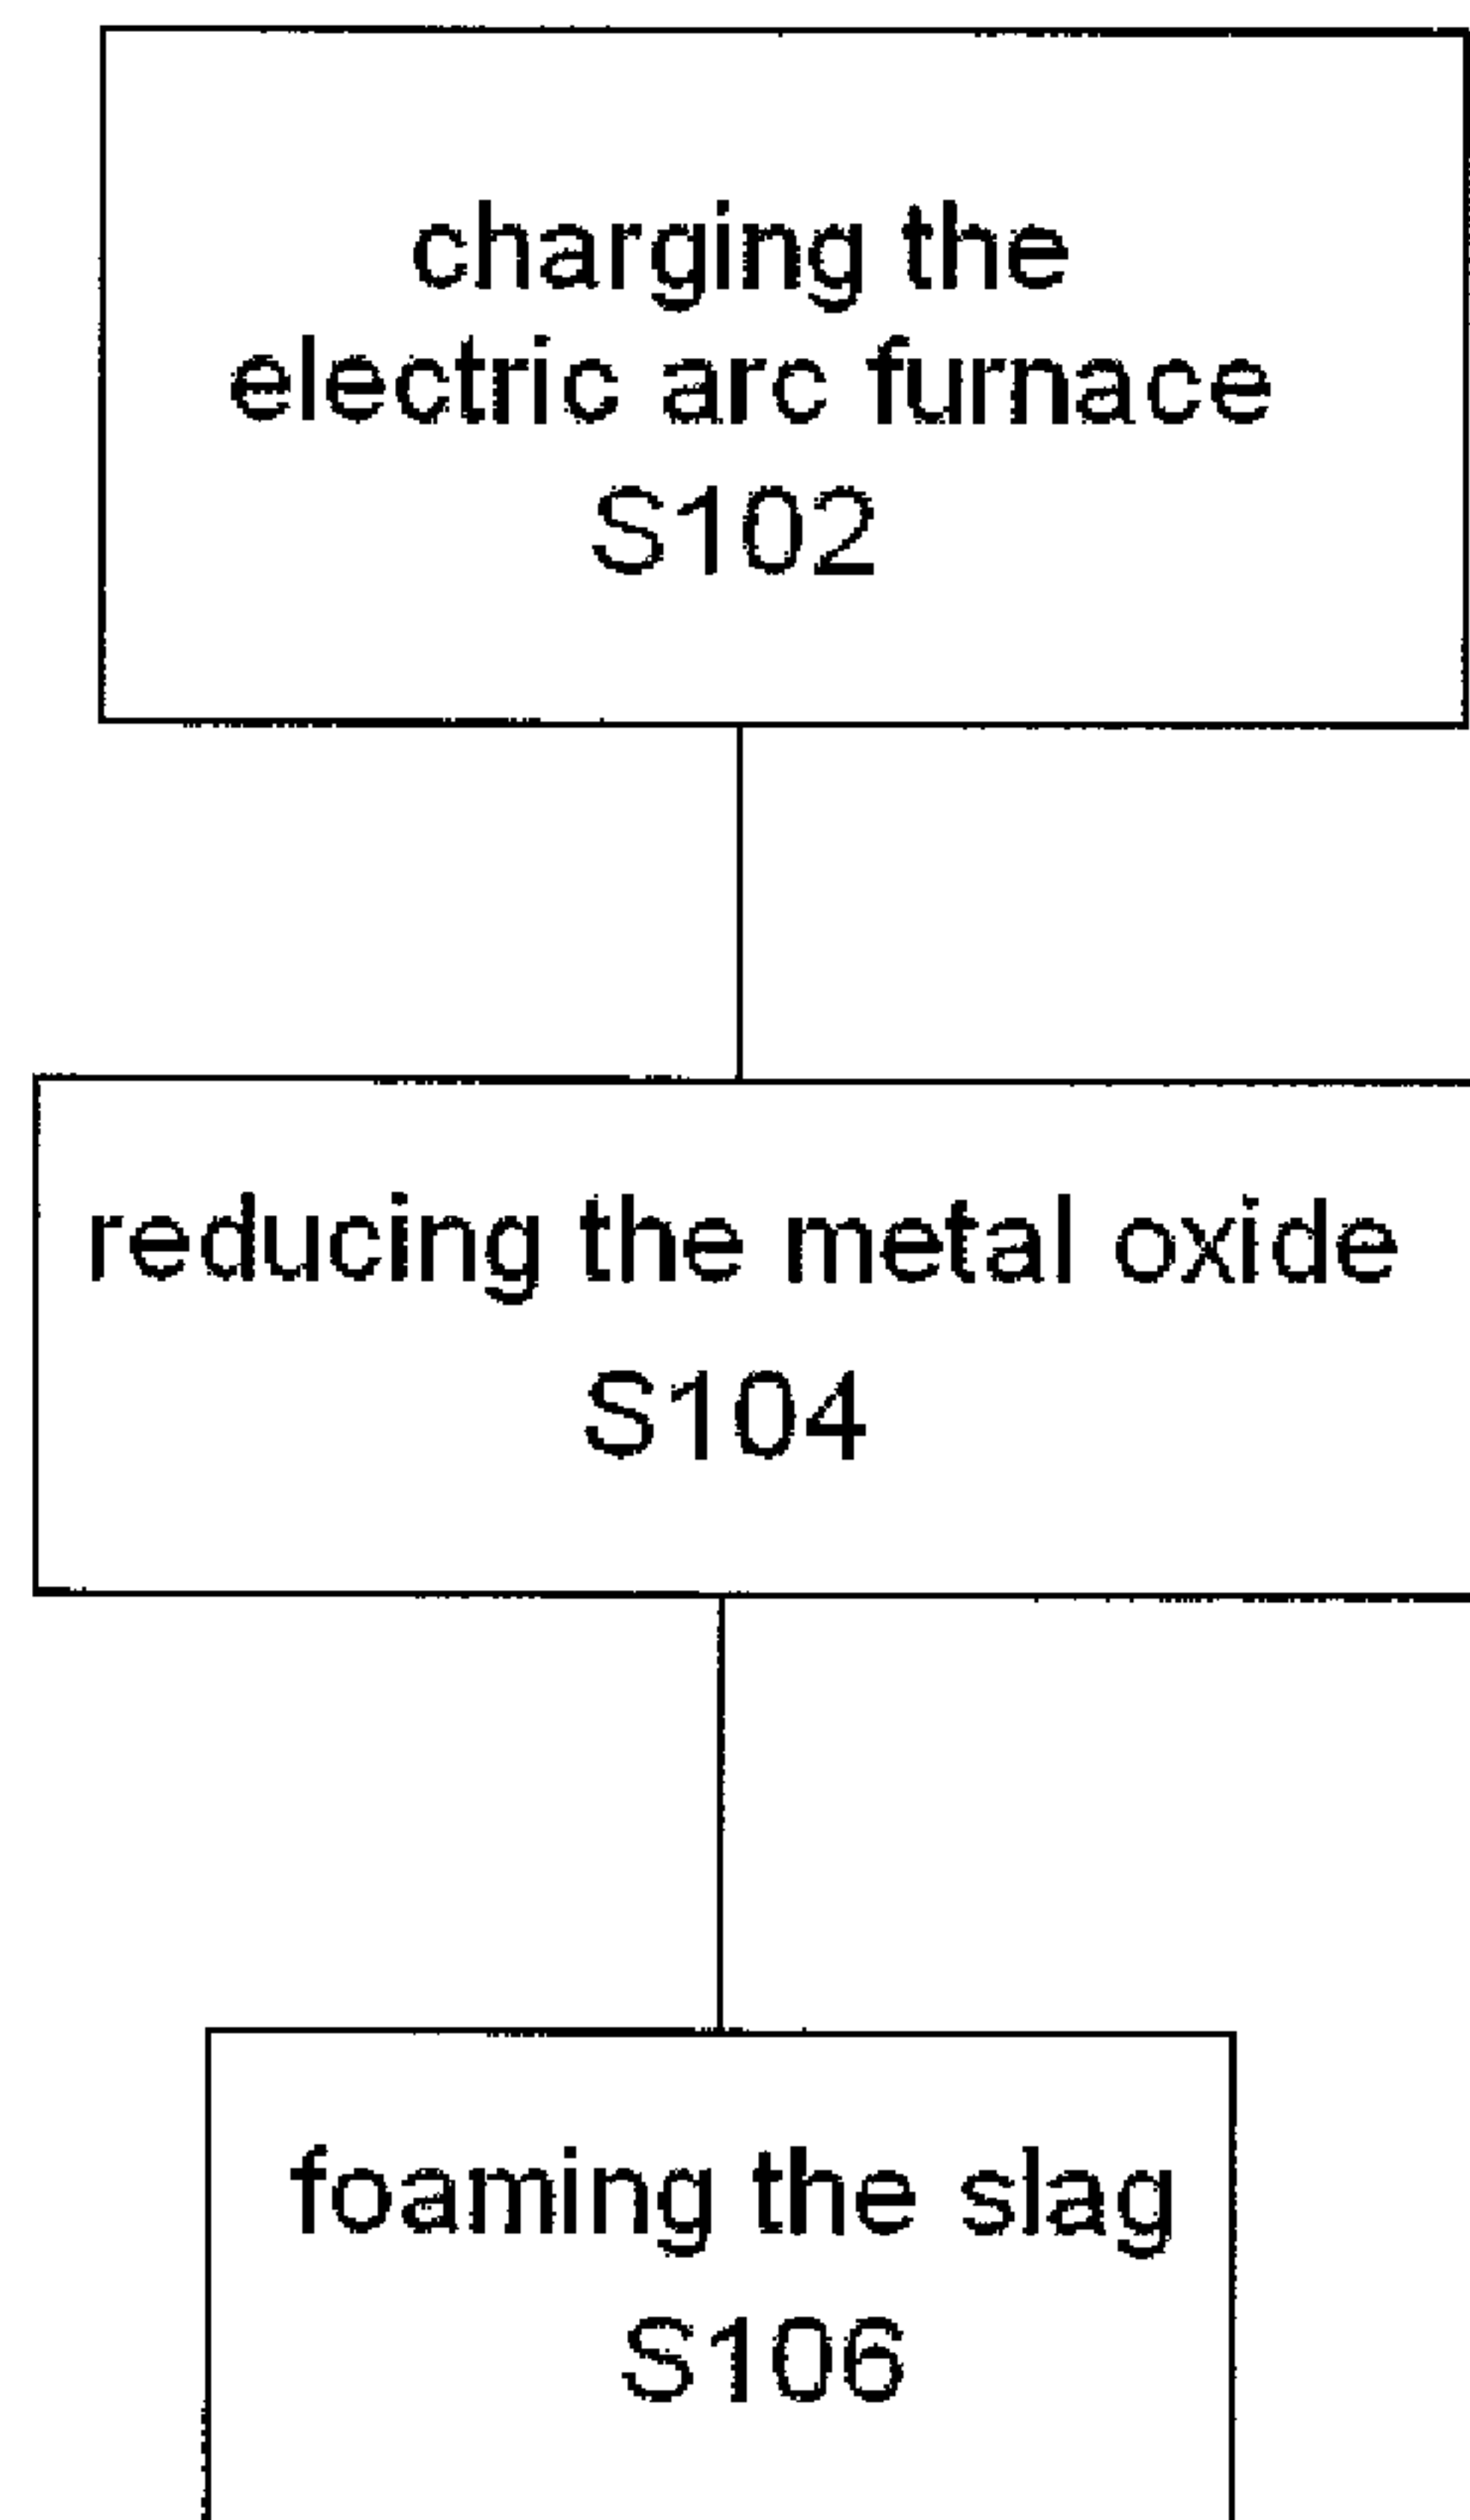 charging the
electric arc furnace
S102
reducing the metal oxide
S104
foaming the slag
S106